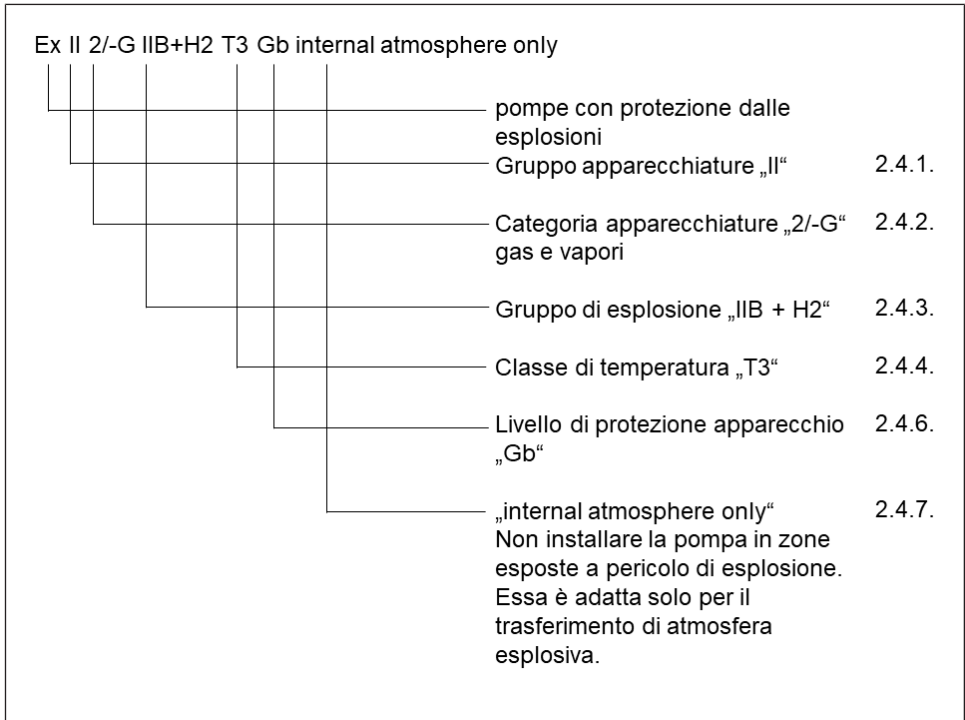 Ex II 2/-G IIB+H2 T3 Gb internal atmosphere only
pompe con protezione dalle
esplosioni
Gruppo apparecchiature „II“ 2.4.1.
Categoria apparecchiature „2/-G“ 2.4.2.
gas e vapori
Gruppo di esplosione „IIB + H2“ 2.4.3.
Classe di temperatura „T3“ 2.4.4.
Livello di protezione apparecchio 2.4.6.
„Gb“
„internal atmosphere only“ 2.4.7.
Non installare la pompa in zone
esposte a pericolo di esplosione.
Essa è adatta solo per il
trasferimento di atmosfera
esplosiva.